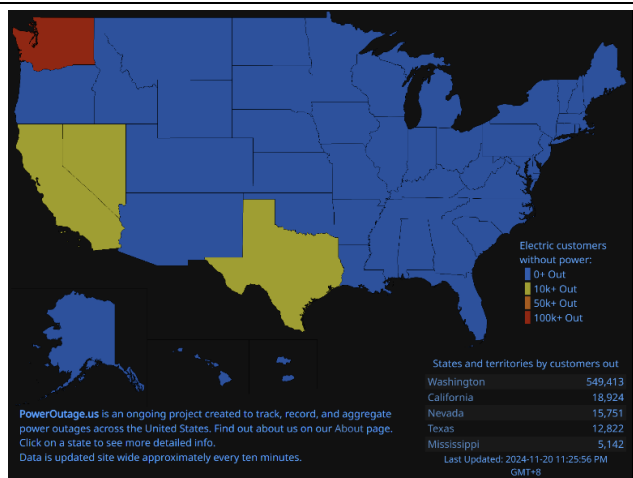 Electric customers
without power:
0+ Out
10k+ Out
50k+ Out
100k+ Out
States and territories by customers out
Washington 549,413
California 18,924
Nevada 15,751
Texas 12,822
Mississippi 5,142
Last Updated: 2024-11-20 11:25:56 PM
GMT+8
PowerOutage.us is an ongoing project created to track, record, and aggregate
power outages across the United States. Find out about us on our About page.
Click on a state to see more detailed info.
Data is updated site wide approximately every ten minutes.